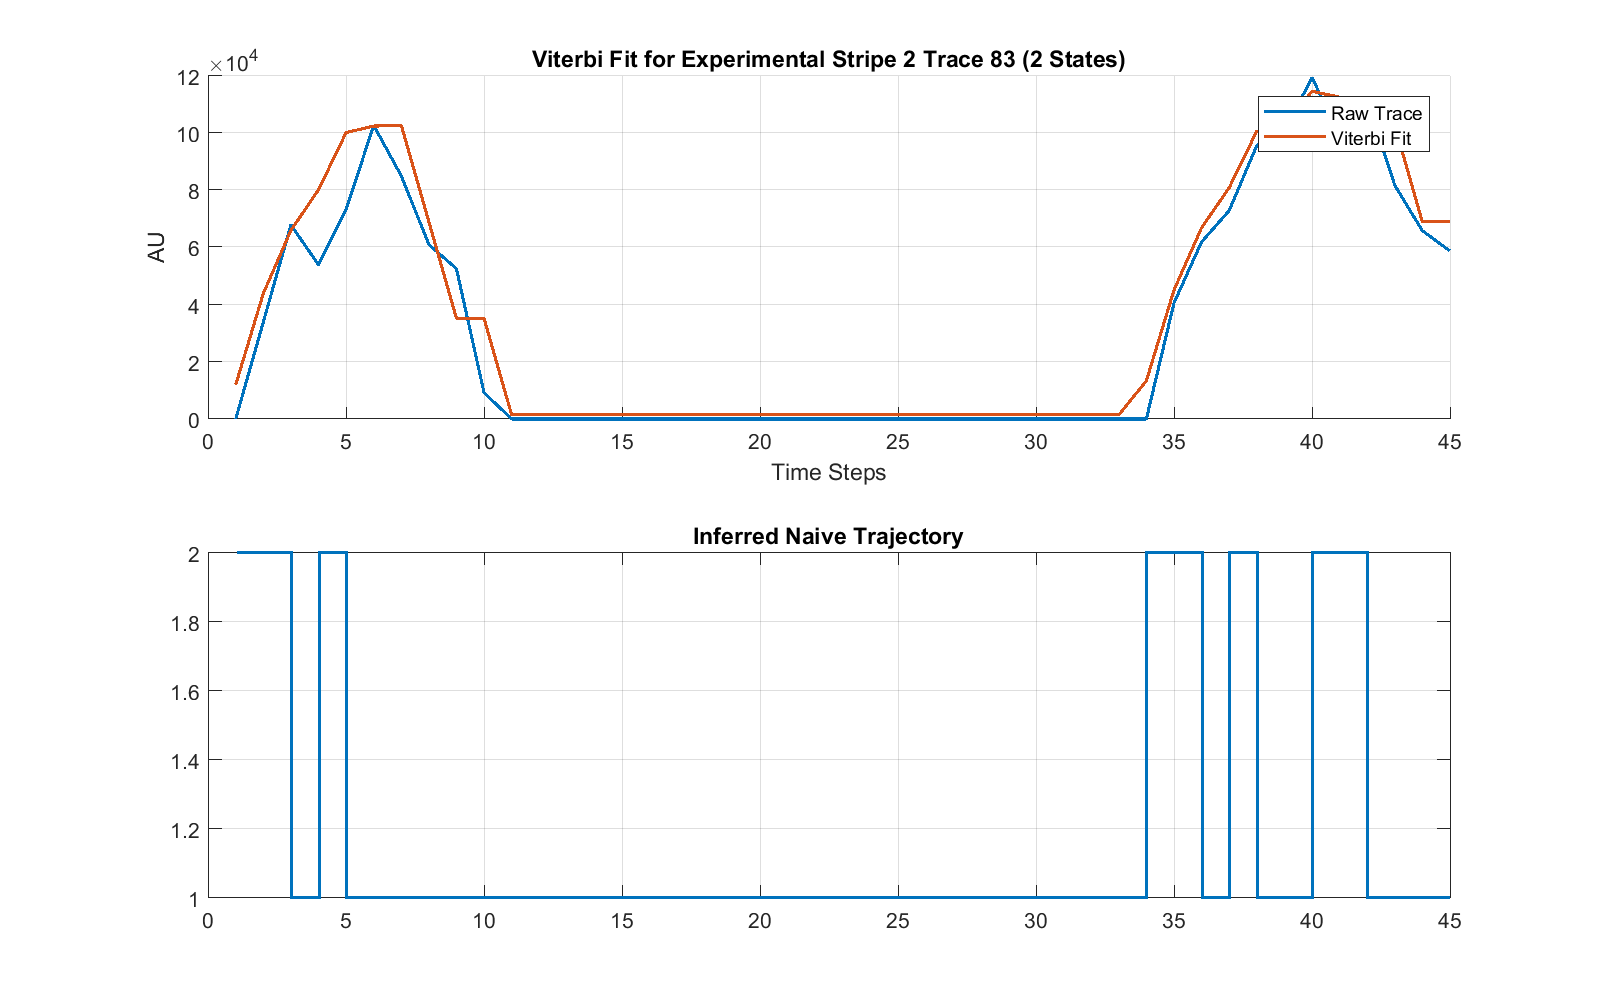 Viterbi Fit for Experimental Stripe 2 Trace 83 (2 States)
×10⁴
12
10
8
6
4
2
0
AU
Raw Trace
Viterbi Fit
0 5 10 15 20 25 30 35 40 45
Time Steps
Inferred Naive Trajectory
2
1.8
1.6
1.4
1.2
1
0 5 10 15 20 25 30 35 40 45